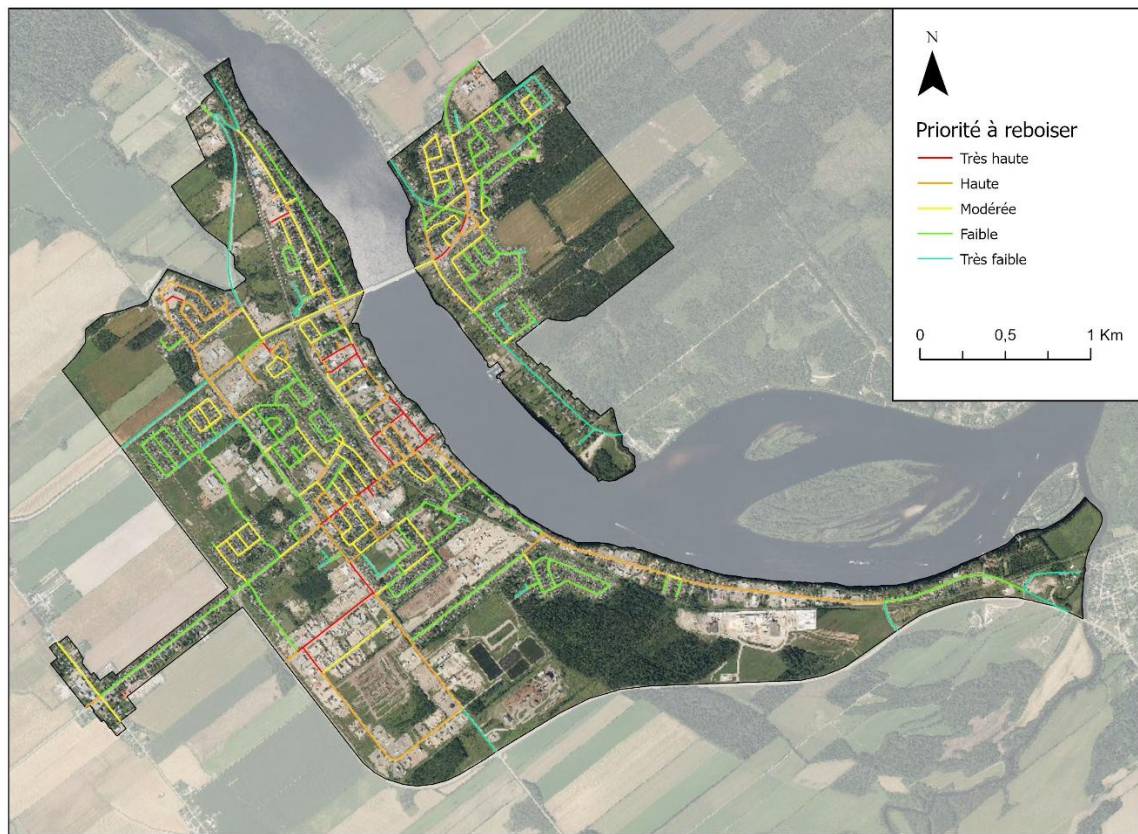 N
Priorité à reboiser
Très haute
Haute
Modérée
Faible
Très faible
0 0,5 1 Km